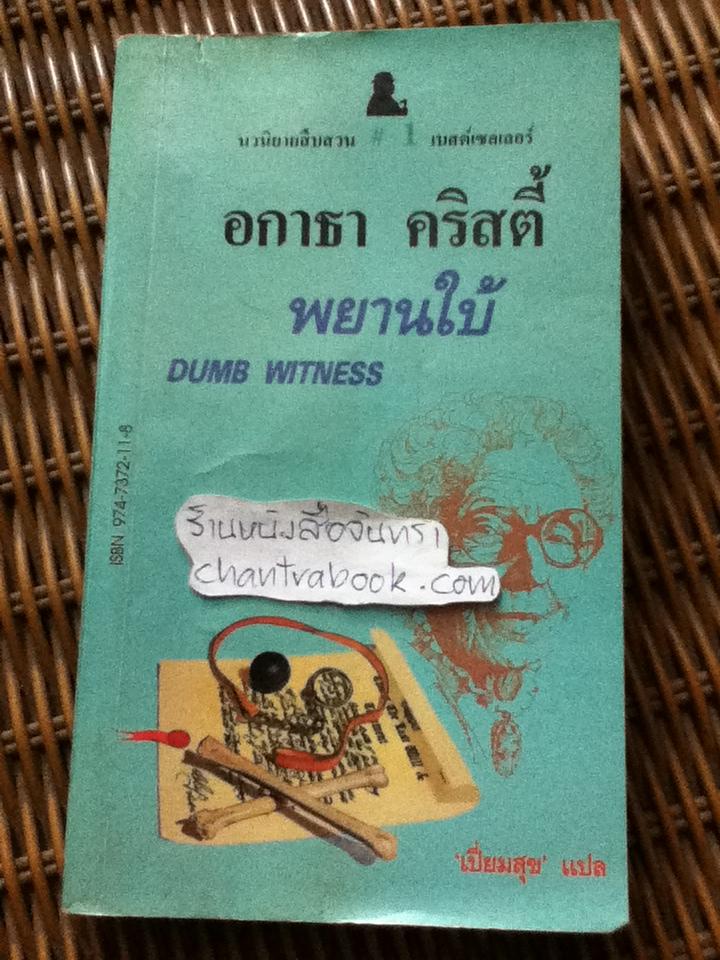 นวนิยายสืบสวน # 1 เบสต์เซลเลอร์
อกาธา คริสตี้
พยานใบ้
DUMB WITNESS
ISBN 974-7372-11-8
ร้านหนังสือจันทรา
chantrabook.com
'เปี่ยมสุข' แปล